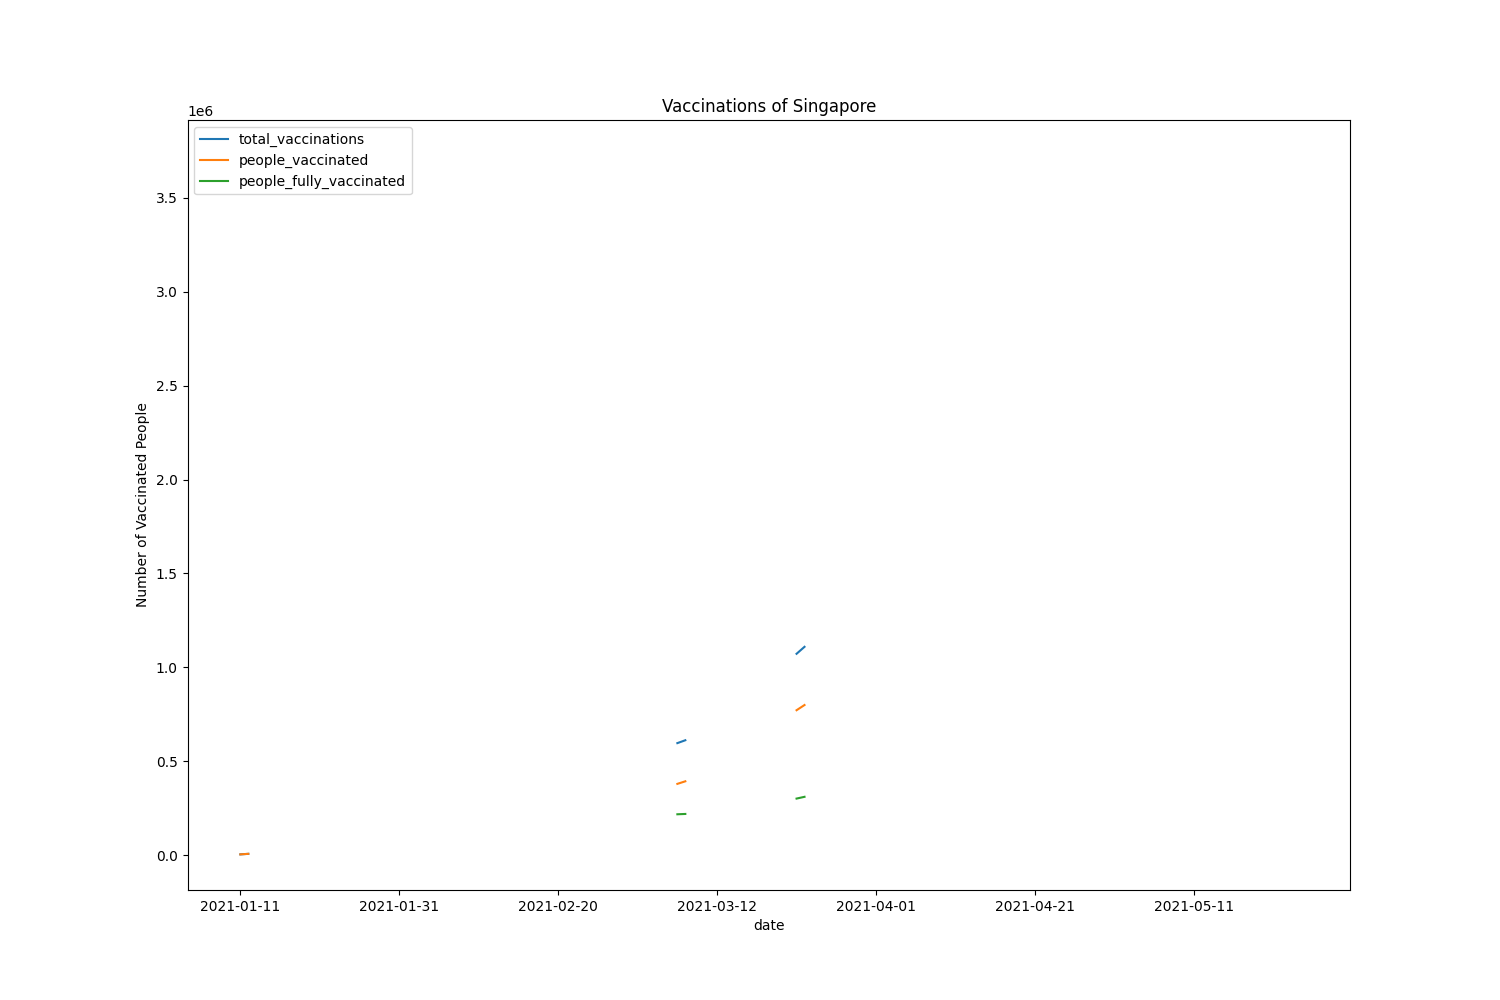 Vaccinations of Singapore
1e6
total_vaccinations
people_vaccinated
people_fully_vaccinated
3.5
3.0
2.5
2.0
1.5
1.0
0.5
0.0
Number of Vaccinated People
2021-01-11 2021-01-31 2021-02-20 2021-03-12 2021-04-01 2021-04-21 2021-05-11
date